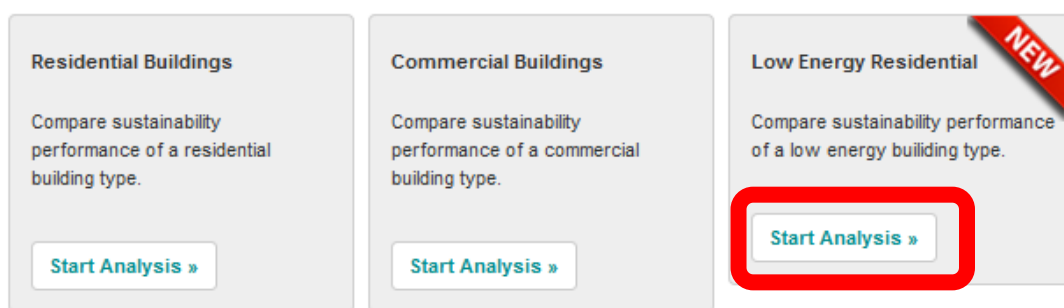 Residential Buildings
Compare sustainability
performance of a residential
building type.
Start Analysis »
Commercial Buildings
Compare sustainability
performance of a commercial
building type.
Start Analysis »
Low Energy Residential
NEW
Compare sustainability performance
of a low energy builiding type.
Start Analysis »